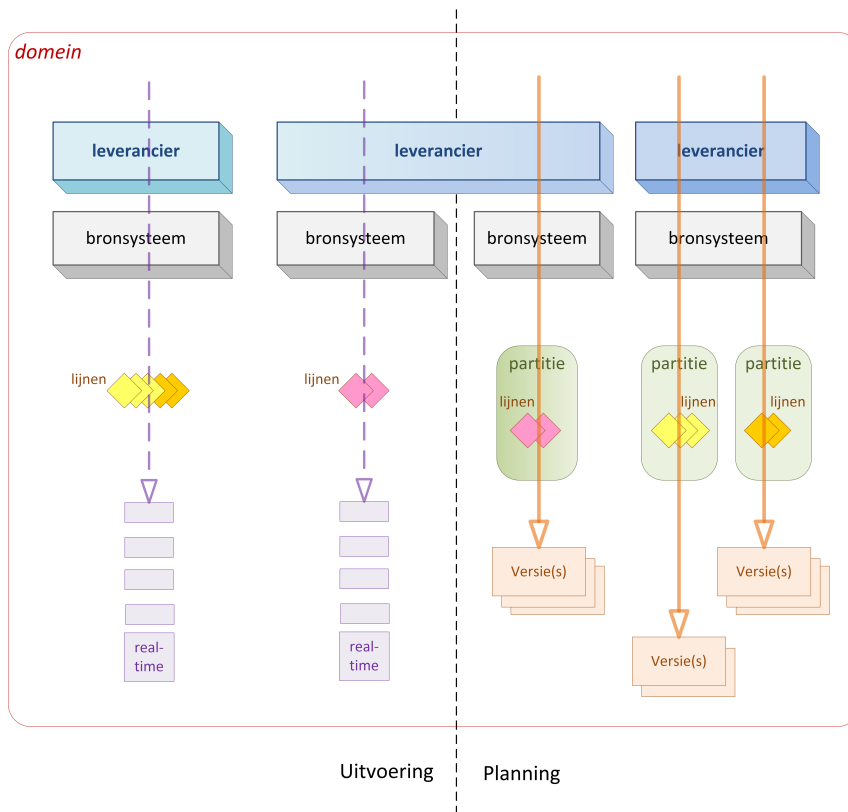 domein
leverancier
leverancier
leverancier
bronsysteem
bronsysteem
bronsysteem
bronsysteem
partitie
partitie
partitie
lijnen
lijnen
lijnen
lijnen
lijnen
Versie(s)
Versie(s)
real-
time
real-
time
Versie(s)
Uitvoering
Planning